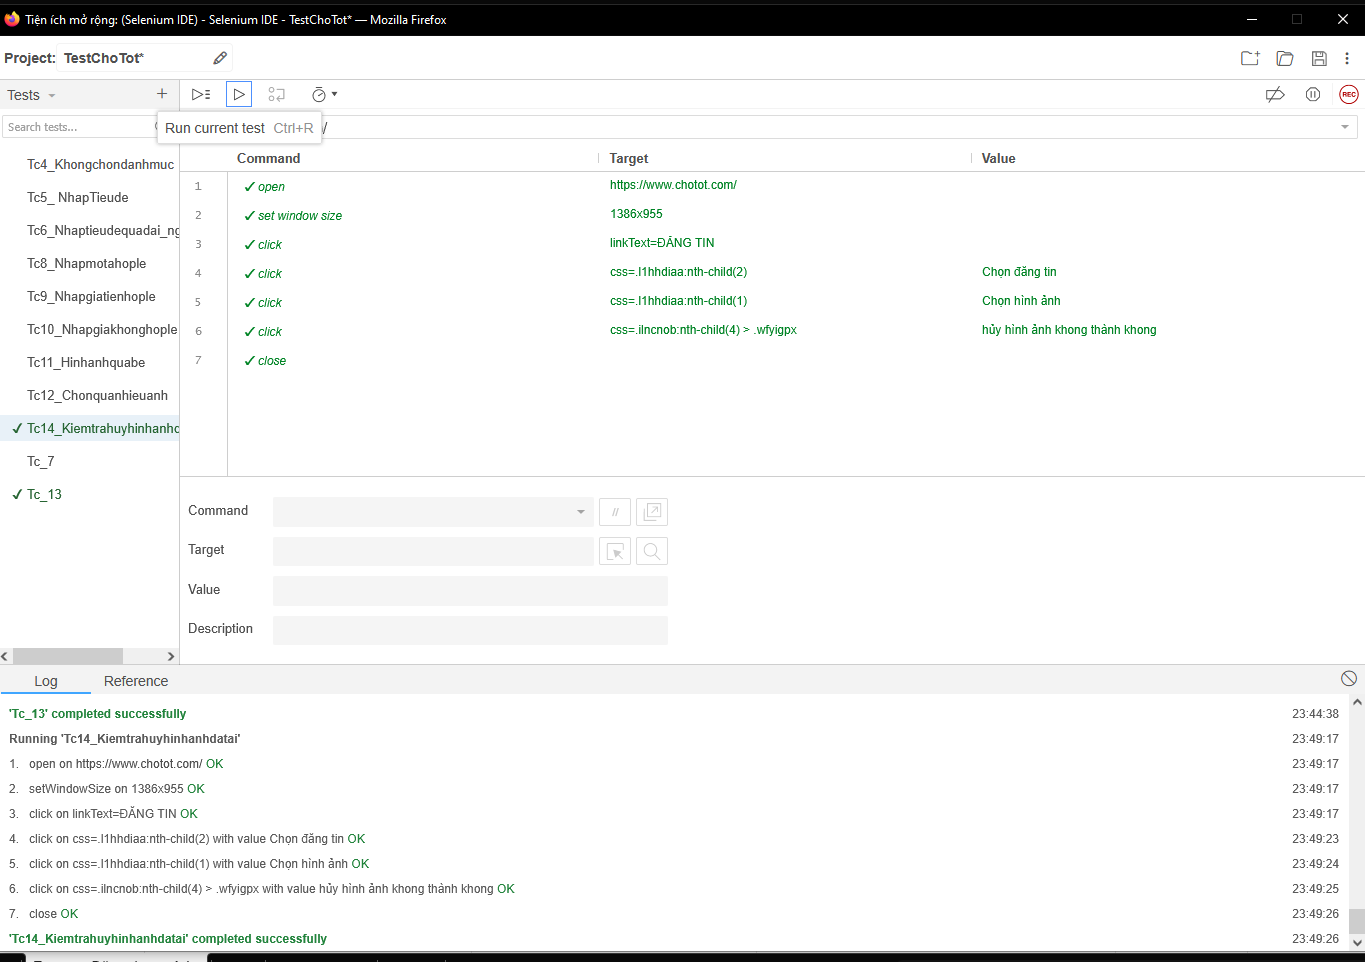 Tiện ích mở rộng: (Selenium IDE) - Selenium IDE - TestChoTot* — Mozilla Firefox
Project: TestChoTot*
Tests
REC
Search tests...
Run current test Ctrl+R
/
Command Target Value
Tc4_Khongchondanhmuc
Tc5_ NhapTieude
Tc6_Nhaptieudequadai_ng
Tc8_Nhapmotahople
Tc9_Nhapgiatienhople
Tc10_Nhapgiakhonghople
Tc11_Hinhanhquabe
Tc12_Chonquanhieuanh
✓ Tc14_Kiemtrahuyhinhanhd
Tc_7
✓ Tc_13
1 ✓ open https://www.chotot.com/
2 ✓ set window size 1386x955
3 ✓ click linkText=ĐĂNG TIN
4 ✓ click css=.l1hhdiaa:nth-child(2) Chọn đăng tin
5 ✓ click css=.l1hhdiaa:nth-child(1) Chọn hình ảnh
6 ✓ click css=.ilncnob:nth-child(4) > .wfyigpx hủy hình ảnh khong thành khong
7 ✓ close
Command
//
Target
Value
Description
Log Reference
'Tc_13' completed successfully 23:44:38
Running 'Tc14_Kiemtrahuyhinhanhdatai' 23:49:17
1. open on https://www.chotot.com/ OK 23:49:17
2. setWindowSize on 1386x955 OK 23:49:17
3. click on linkText=ĐĂNG TIN OK 23:49:17
4. click on css=.l1hhdiaa:nth-child(2) with value Chọn đăng tin OK 23:49:23
5. click on css=.l1hhdiaa:nth-child(1) with value Chọn hình ảnh OK 23:49:24
6. click on css=.ilncnob:nth-child(4) > .wfyigpx with value hủy hình ảnh khong thành khong OK 23:49:25
7. close OK 23:49:26
'Tc14_Kiemtrahuyhinhanhdatai' completed successfully 23:49:26